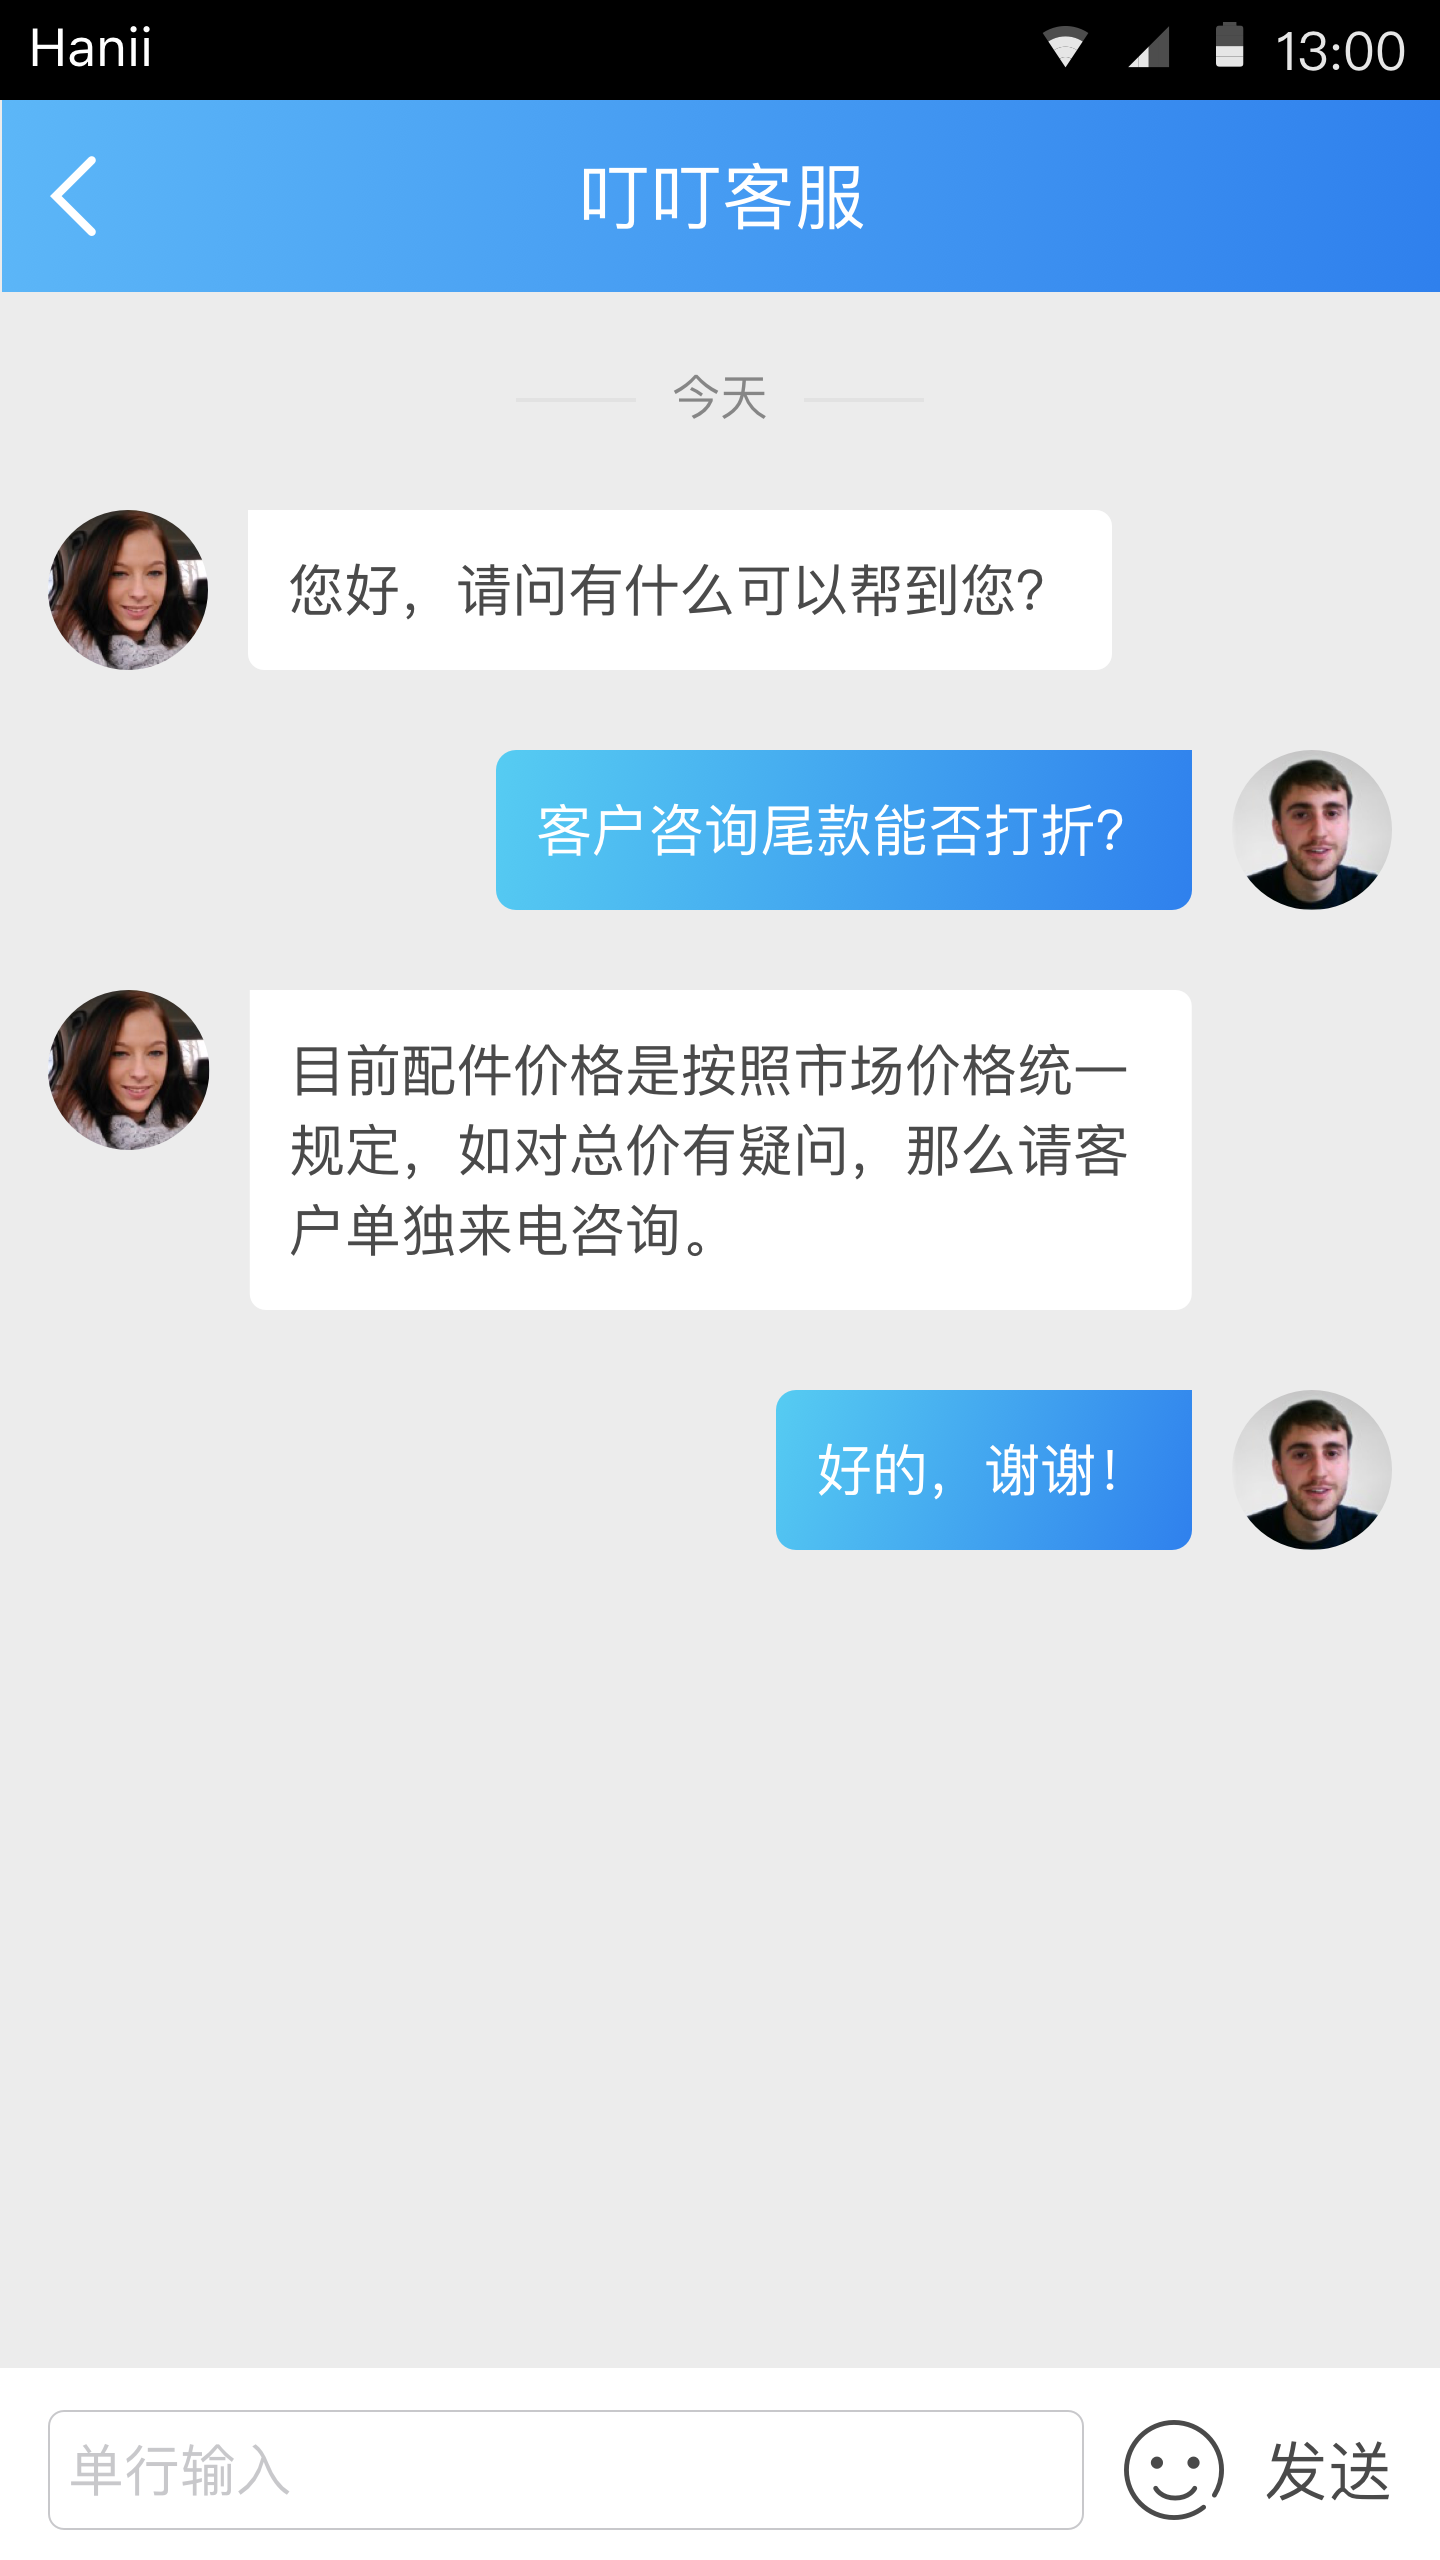 Hanii
13:00
叮叮客服
今天
您好，请问有什么可以帮到您?
客户咨询尾款能否打折?
目前配件价格是按照市场价格统一
规定，如对总价有疑问，那么请客
户单独来电咨询。
好的，谢谢!
单行输入
发送